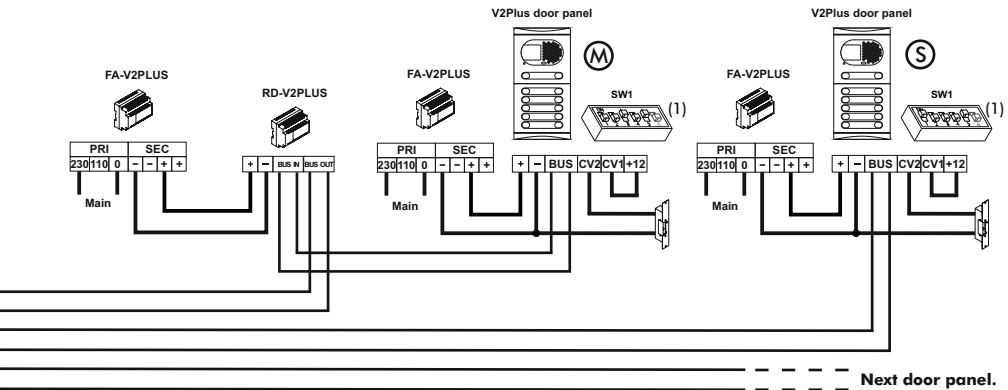 V2Plus door panel
V2Plus door panel
M
S
FA-V2PLUS
FA-V2PLUS
FA-V2PLUS
RD-V2PLUS
SW1
(1)
SW1
(1)
PRI SEC
230 110 0 − − + +
Main
+ − BUS IN BUS OUT
PRI SEC
230 110 0 − − + +
Main
+ − BUS CV2 CV1 +12
PRI SEC
230 110 0 − − + +
Main
+ − BUS CV2 CV1 +12
Next door panel.